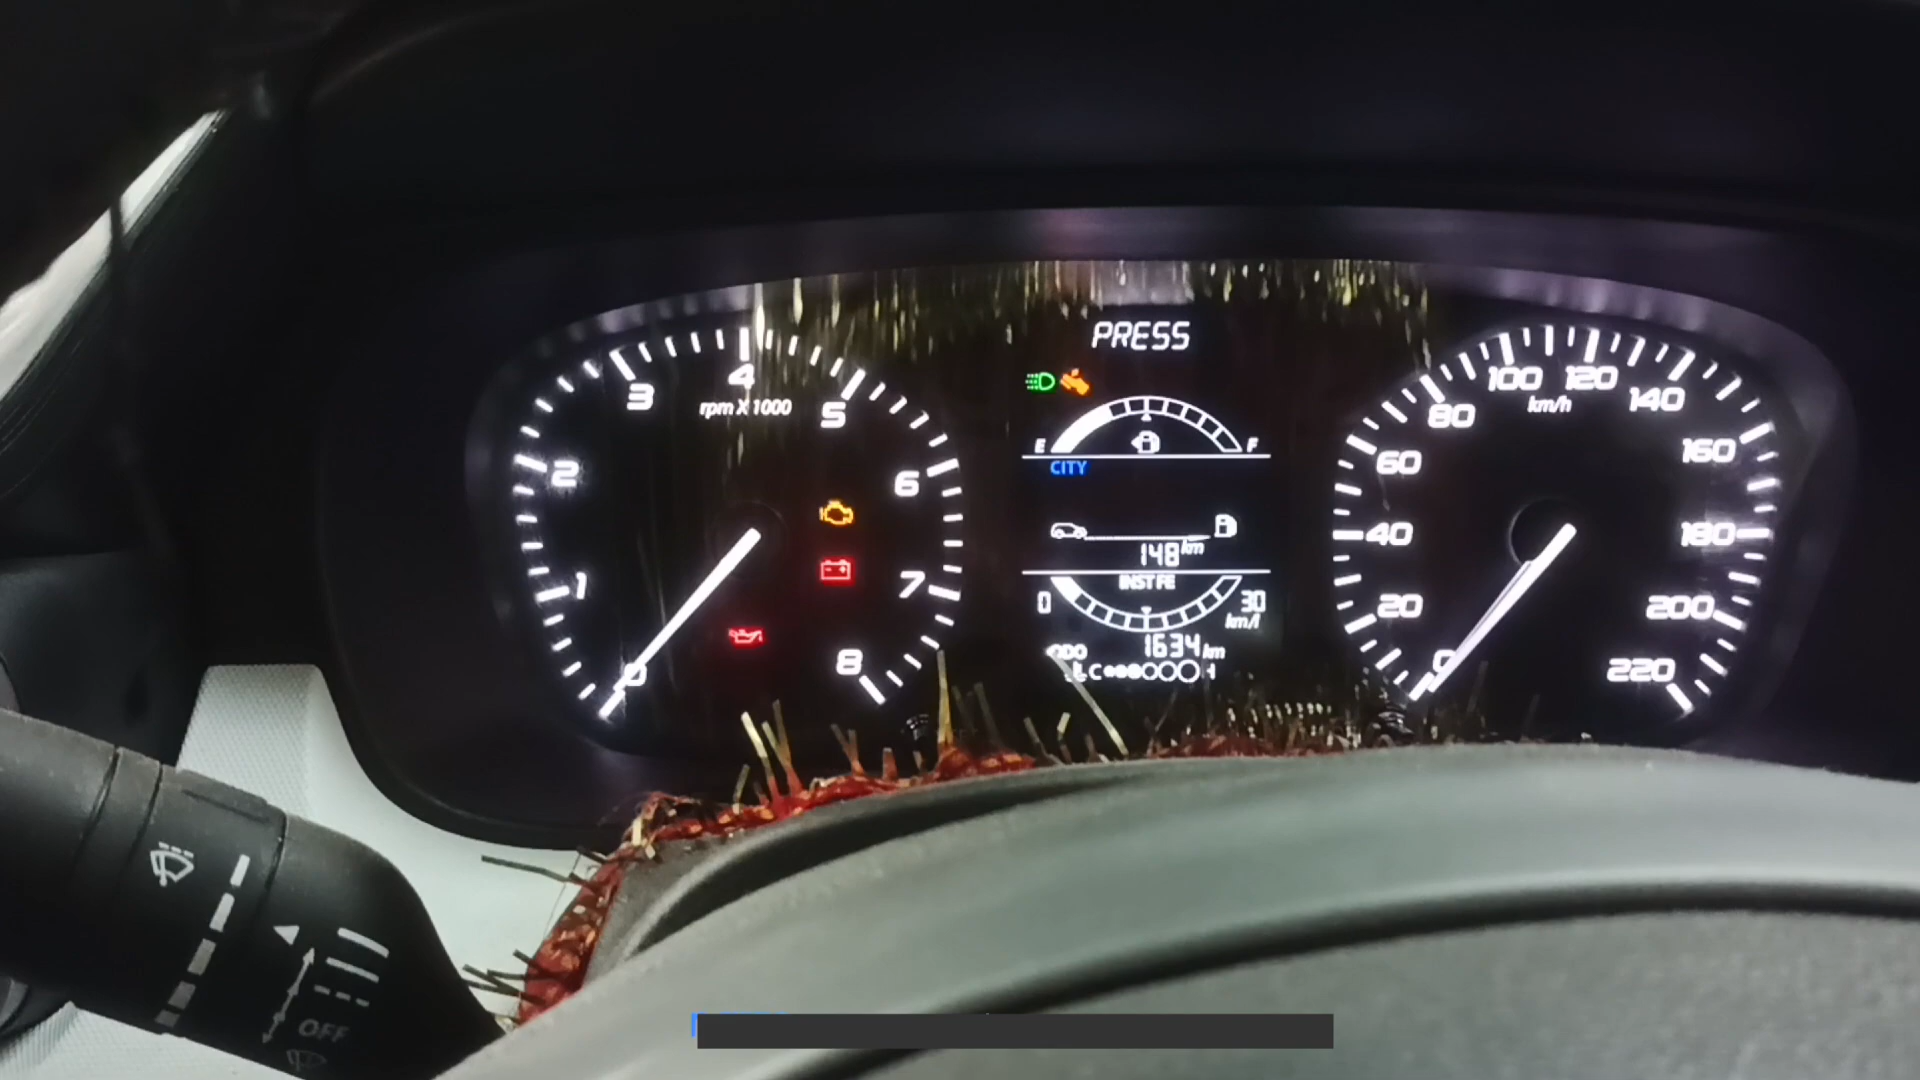 PRESS
0 1 2 3 4 5 6 7 8
rpm X 1000
E F
CITY
148 km
INST FE
0 30
km/l
ODO 1634 km
C H
0 20 40 60 80 100 120 140 160 180 200 220
km/h
OFF